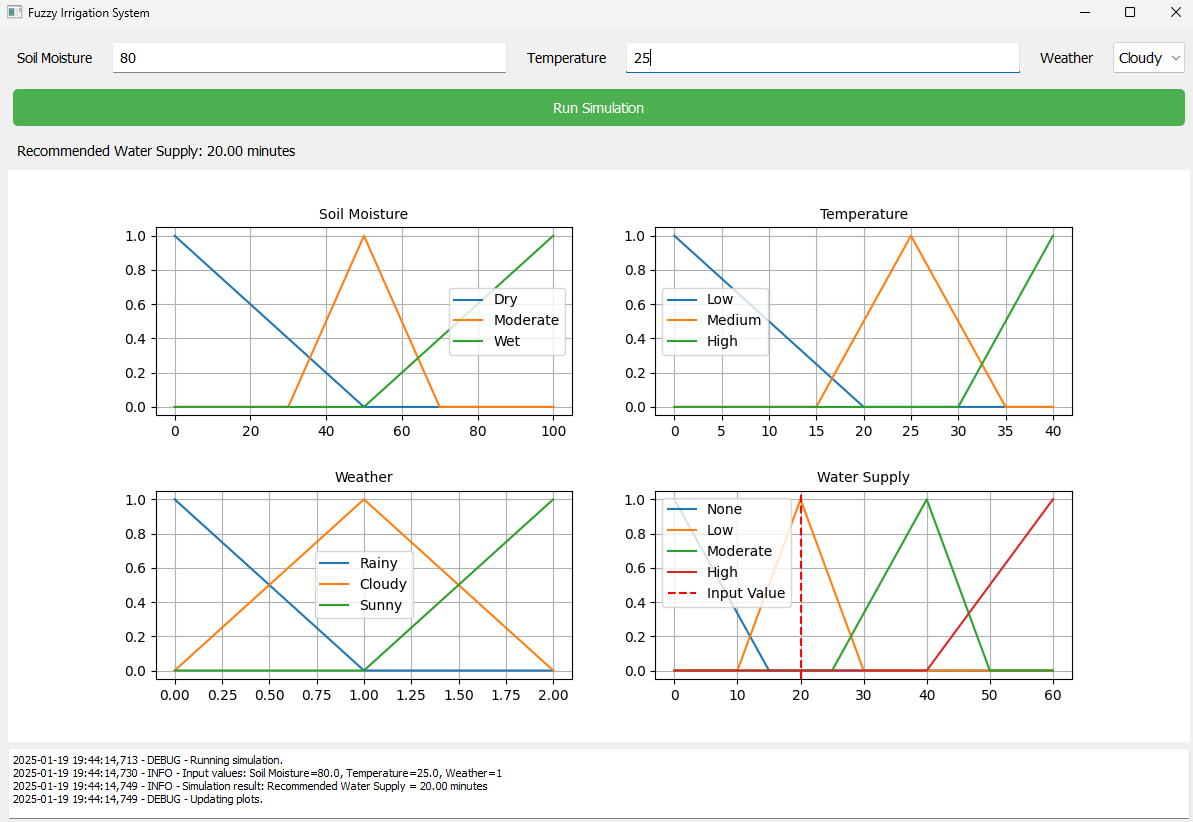 Fuzzy Irrigation System
Soil Moisture 80 Temperature 25 Weather Cloudy
Run Simulation
Recommended Water Supply: 20.00 minutes
Soil Moisture
1.0
0.8
0.6
0.4
0.2
0.0
Dry
Moderate
Wet
0 20 40 60 80 100
Temperature
1.0
0.8
0.6
0.4
0.2
0.0
Low
Medium
High
0 5 10 15 20 25 30 35 40
Weather
1.0
0.8
0.6
0.4
0.2
0.0
Rainy
Cloudy
Sunny
0.00 0.25 0.50 0.75 1.00 1.25 1.50 1.75 2.00
Water Supply
1.0
0.8
0.6
0.4
0.2
0.0
None
Low
Moderate
High
Input Value
0 10 20 30 40 50 60
2025-01-19 19:44:14,713 - DEBUG - Running simulation.
2025-01-19 19:44:14,730 - INFO - Input values: Soil Moisture=80.0, Temperature=25.0, Weather=1
2025-01-19 19:44:14,749 - INFO - Simulation result: Recommended Water Supply = 20.00 minutes
2025-01-19 19:44:14,749 - DEBUG - Updating plots.